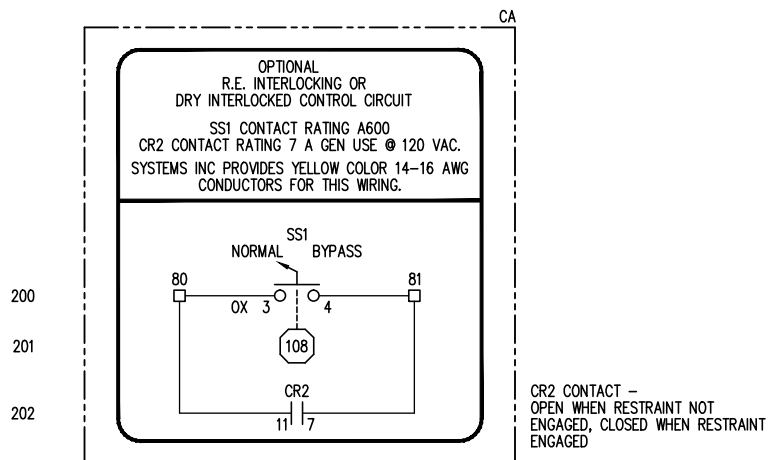 CA
OPTIONAL
R.E. INTERLOCKING OR
DRY INTERLOCKED CONTROL CIRCUIT
SS1 CONTACT RATING A600
CR2 CONTACT RATING 7 A GEN USE @ 120 VAC.
SYSTEMS INC PROVIDES YELLOW COLOR 14-16 AWG
CONDUCTORS FOR THIS WIRING.
SS1
NORMAL BYPASS
80 81
200
OX 3 4
201 108
CR2
202
11 7
CR2 CONTACT –
OPEN WHEN RESTRAINT NOT
ENGAGED, CLOSED WHEN RESTRAINT
ENGAGED